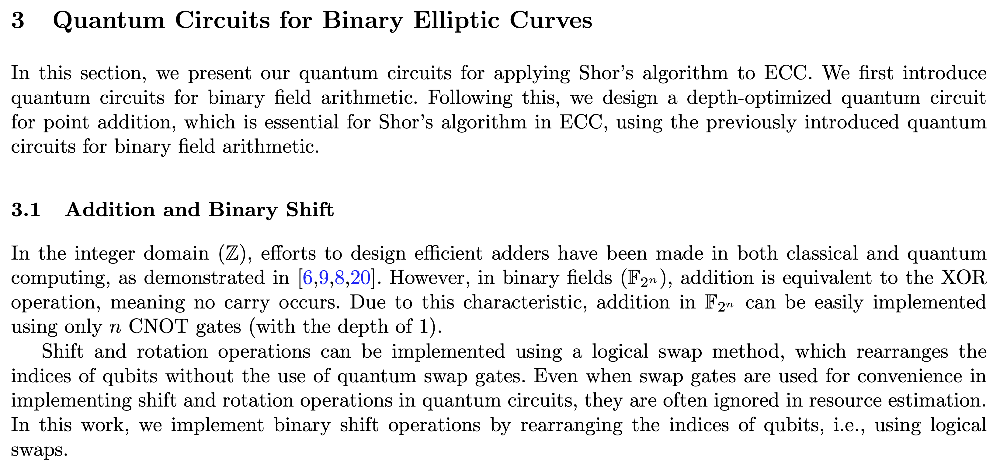 3 Quantum Circuits for Binary Elliptic Curves
In this section, we present our quantum circuits for applying Shor's algorithm to ECC. We first introduce
quantum circuits for binary field arithmetic. Following this, we design a depth-optimized quantum circuit
for point addition, which is essential for Shor's algorithm in ECC, using the previously introduced quantum
circuits for binary field arithmetic.
3.1 Addition and Binary Shift
In the integer domain (ℤ), efforts to design efficient adders have been made in both classical and quantum
computing, as demonstrated in [6,9,8,20]. However, in binary fields (𝔽_{2^n}), addition is equivalent to the XOR
operation, meaning no carry occurs. Due to this characteristic, addition in 𝔽_{2^n} can be easily implemented
using only n CNOT gates (with the depth of 1).
Shift and rotation operations can be implemented using a logical swap method, which rearranges the
indices of qubits without the use of quantum swap gates. Even when swap gates are used for convenience in
implementing shift and rotation operations in quantum circuits, they are often ignored in resource estimation.
In this work, we implement binary shift operations by rearranging the indices of qubits, i.e., using logical
swaps.